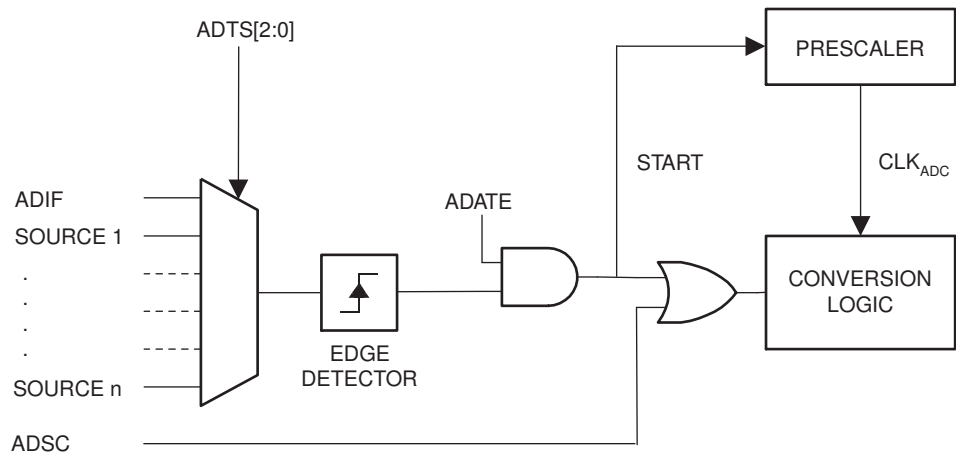 ADTS[2:0]
PRESCALER
START
CLKADC
ADIF
ADATE
SOURCE 1
.
.
.
.
CONVERSION
LOGIC
EDGE
DETECTOR
SOURCE n
ADSC